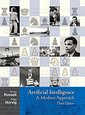 Russell
Norvig
Artificial Intelligence
A Modern Approach
Third Edition